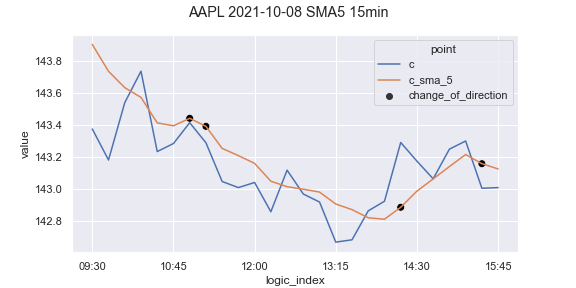 AAPL 2021-10-08 SMA5 15min
point
c
c_sma_5
change_of_direction
value
143.8
143.6
143.4
143.2
143.0
142.8
09:30 10:45 12:00 13:15 14:30 15:45
logic_index